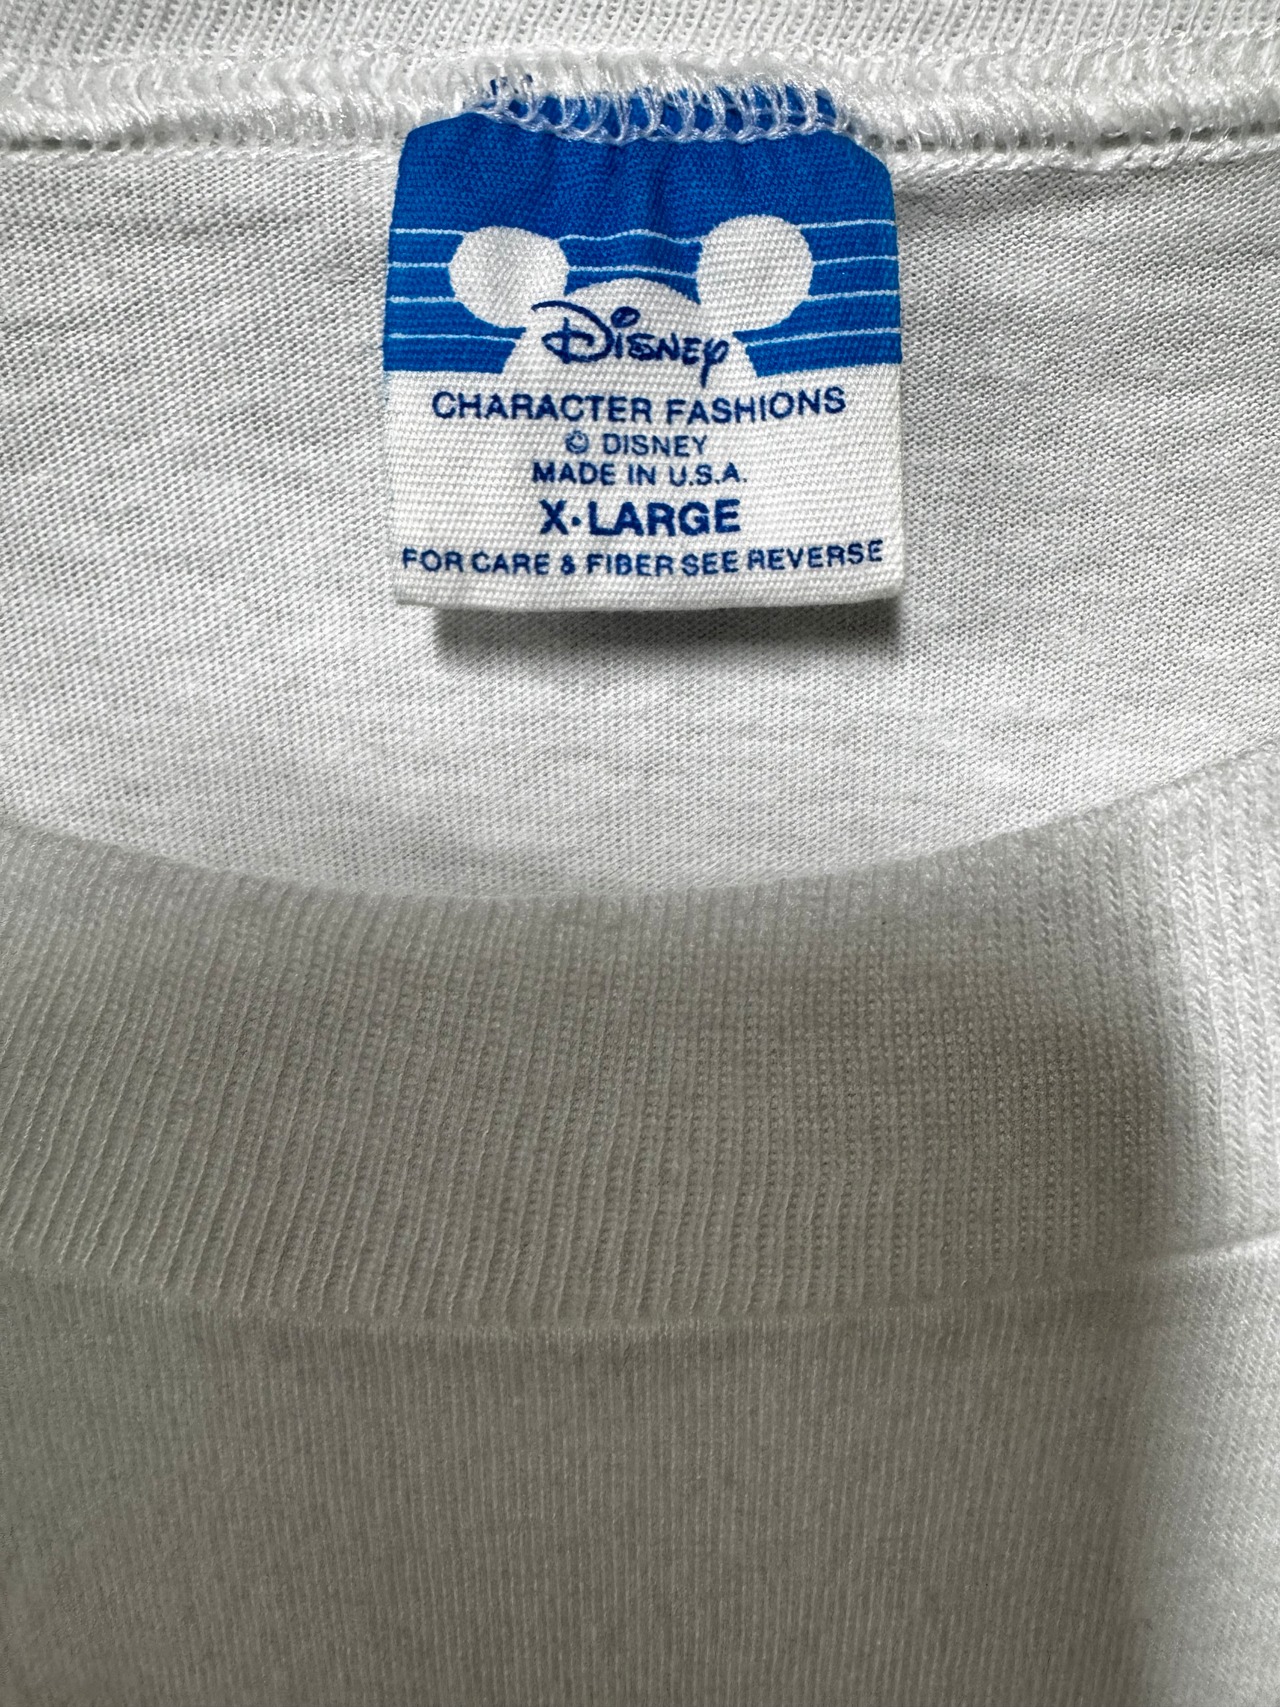 Disney
CHARACTER FASHIONS
© DISNEY
MADE IN U.S.A.
X-LARGE
FOR CARE & FIBER SEE REVERSE